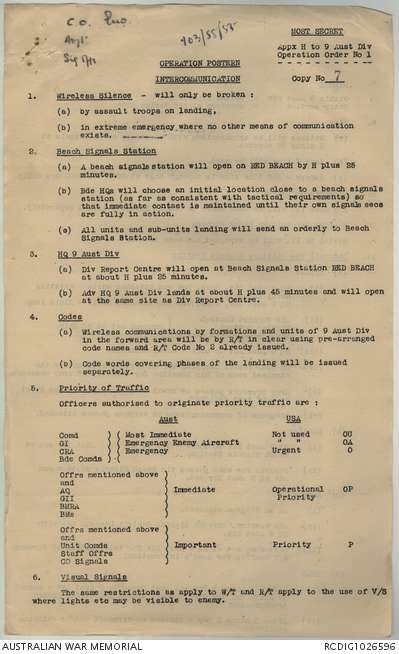 C.O.
703/55/58
MOST SECRET
Appx H to 9 Aust Div
Operation Order No 1
OPERATION POSTERN
INTERCOMMUNICATION
Copy No 7
1. Wireless Silence - will only be broken :
(a) by assault troops on landing,
(b) in extreme emergency where no other means of communication
exists.
2. Beach Signals Station
(a) A beach signals station will open on RED BEACH by H plus 25
minutes.
(b) Bde HQs will choose an initial location close to a beach signals
station (as far as consistent with tactical requirements) so
that immediate contact is maintained until their own signals secs
are fully in action.
(c) All units and sub-units landing will send an orderly to Beach
Signals Station.
3. HQ 9 Aust Div
(a) Div Report Centre will open at Beach Signals Station RED BEACH
at about H plus 25 minutes.
(b) Adv HQ 9 Aust Div lands at about H plus 45 minutes and will open
at the same site as Div Report Centre.
4. Codes
(a) Wireless communications by formations and units of 9 Aust Div
in the forward area will be by R/T in clear using pre-arranged
code names and R/T Code No 2 already issued.
(b) Code words covering phases of the landing will be issued
separately.
5. Priority of Traffic
Officers authorised to originate priority traffic are :
Aust USA
Comd Most Immediate Not used OU
GI Emergency Enemy Aircraft " " OA
CRA Emergency Urgent O
Bde Comds
Offrs mentioned above
and
AQ Immediate Operational OP
GII Priority
BMRA
BMs
Offrs mentioned above
and
Unit Comds Important Priority P
Staff Offrs
CO Signals
6. Visual Signals
The same restrictions as apply to W/T and R/T apply to the use of V/S
where lights etc may be visible to enemy.
AUSTRALIAN WAR MEMORIAL
RCDIG1026596